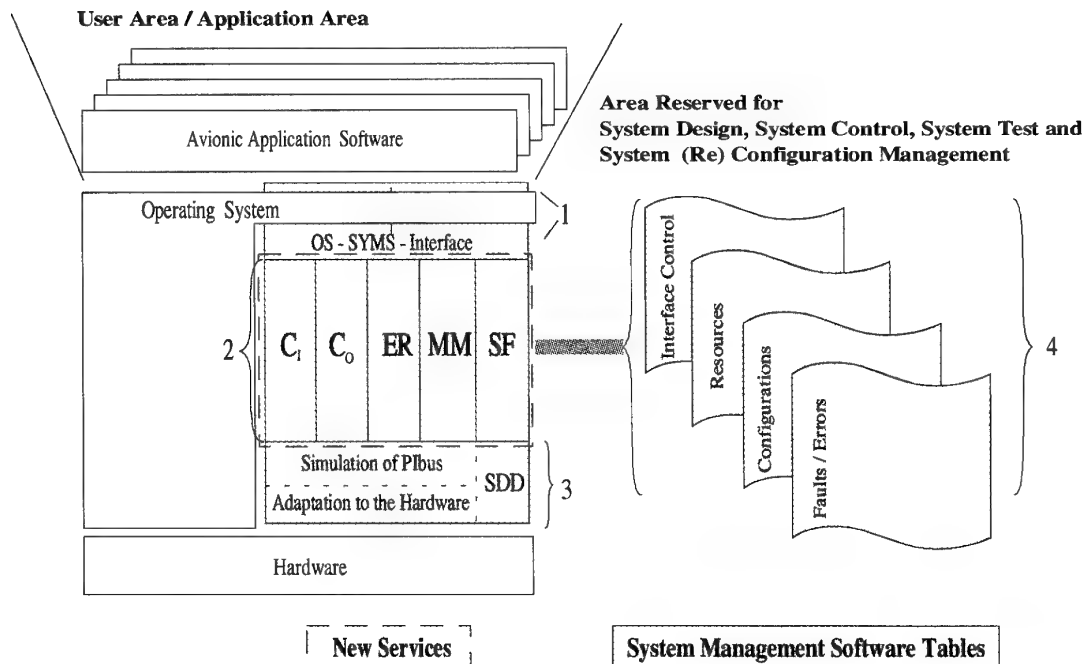 User Area / Application Area
Area Reserved for
System Design, System Control, System Test and
System (Re) Configuration Management
Avionic Application Software
Operating System
1
OS - SYMS - Interface
2
C_I
C_O
ER
MM
SF
Interface Control
Resources
Configurations
Faults / Errors
4
Simulation of PIbus
Adaptation to the Hardware
SDD
3
Hardware
New Services
System Management Software Tables